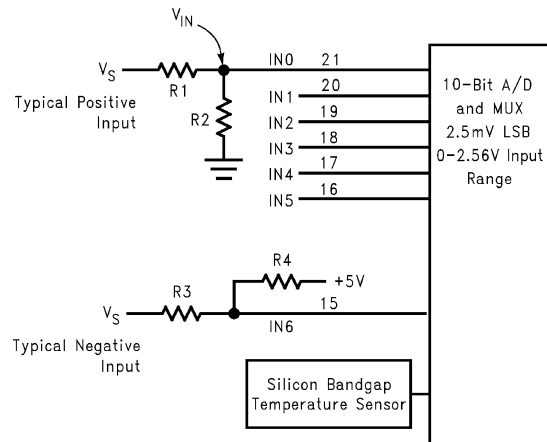 V_IN
V_S
R1
IN0 21
Typical Positive
Input
R2
IN1 20
IN2 19
IN3 18
IN4 17
IN5 16
10-Bit A/D
and MUX
2.5mV LSB
0-2.56V Input
Range
R4
+5V
V_S
R3
IN6 15
Typical Negative
Input
Silicon Bandgap
Temperature Sensor